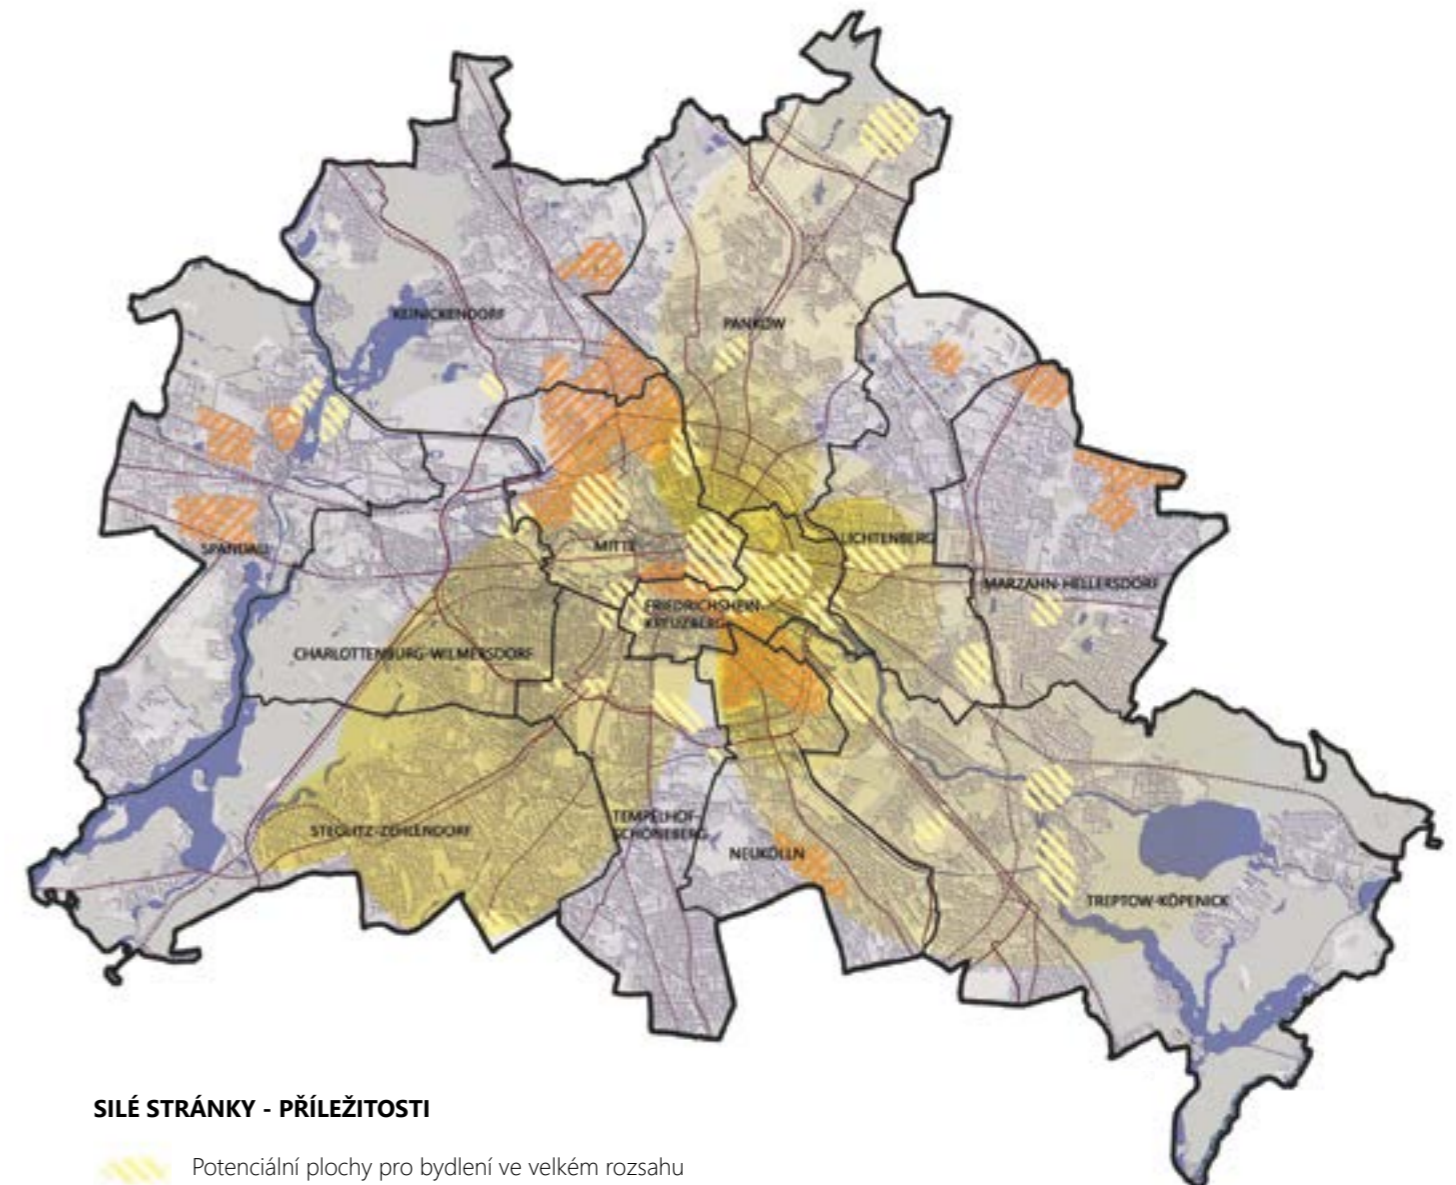 REINICKENDORF
PANKOW
SPANDAU
MITTE
LICHTENBERG
MARZAHN-HELLERSDORF
FRIEDRICHSHEIN-
KREUZBERG
CHARLOTTENBURG-WILMERSDORF
STEGLITZ-ZEHLENDORF
TEMPELHOF-
SCHÖNEBERG
NEUKÖLLN
TREPTOW-KÖPENICK
SILÉ STRÁNKY - PŘÍLEŽITOSTI
Potenciální plochy pro bydlení ve velkém rozsahu